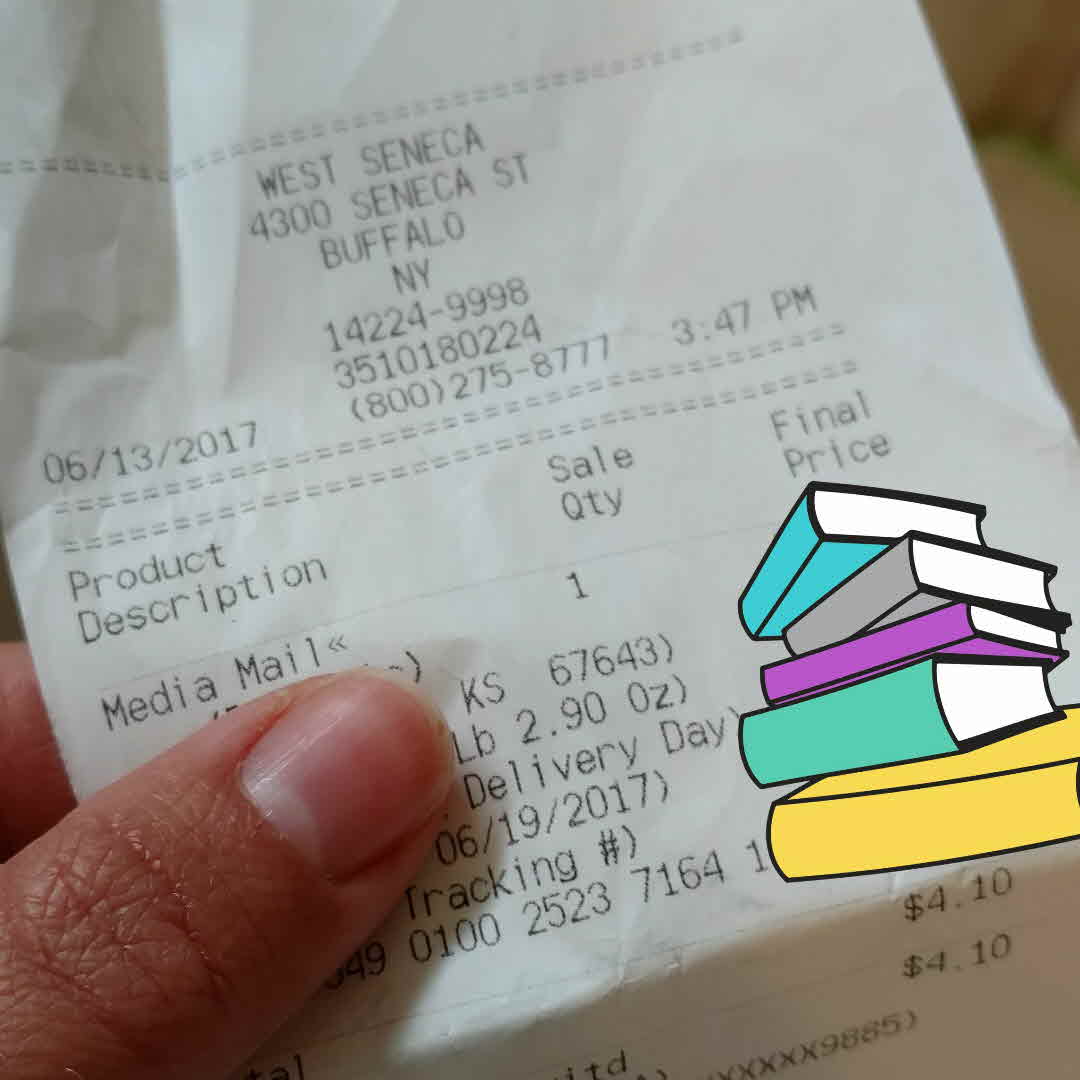 WEST SENECA
4300 SENECA ST
BUFFALO
NY
14224-9998
3510180224
(800)275-8777
06/13/2017 3:47 PM
Product Sale Final
Description Qty Price
Media Mail« 1
KS 67643)
Lb 2.90 Oz)
Delivery Day)
06/19/2017)
Tracking #)
0100 2523 7164
$4.10
$4.10
xxxxxx9885)